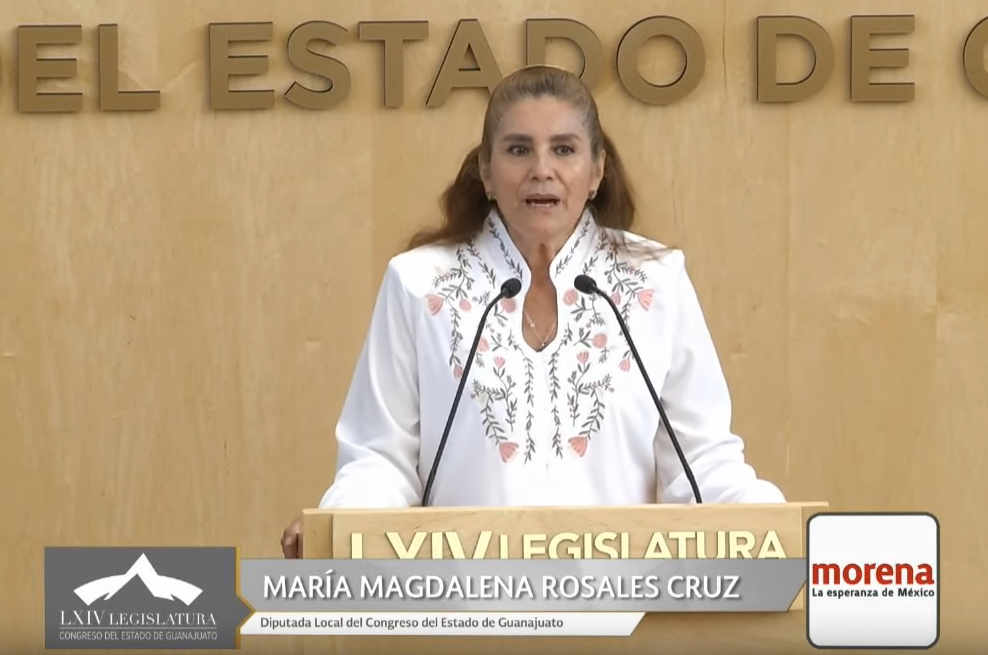 DEL ESTADO DE G
LXIV LEGISLATURA
LXIV LEGISLATURA
CONGRESO DEL ESTADO DE GUANAJUATO
MARÍA MAGDALENA ROSALES CRUZ
Diputada Local del Congreso del Estado de Guanajuato
morena
La esperanza de México